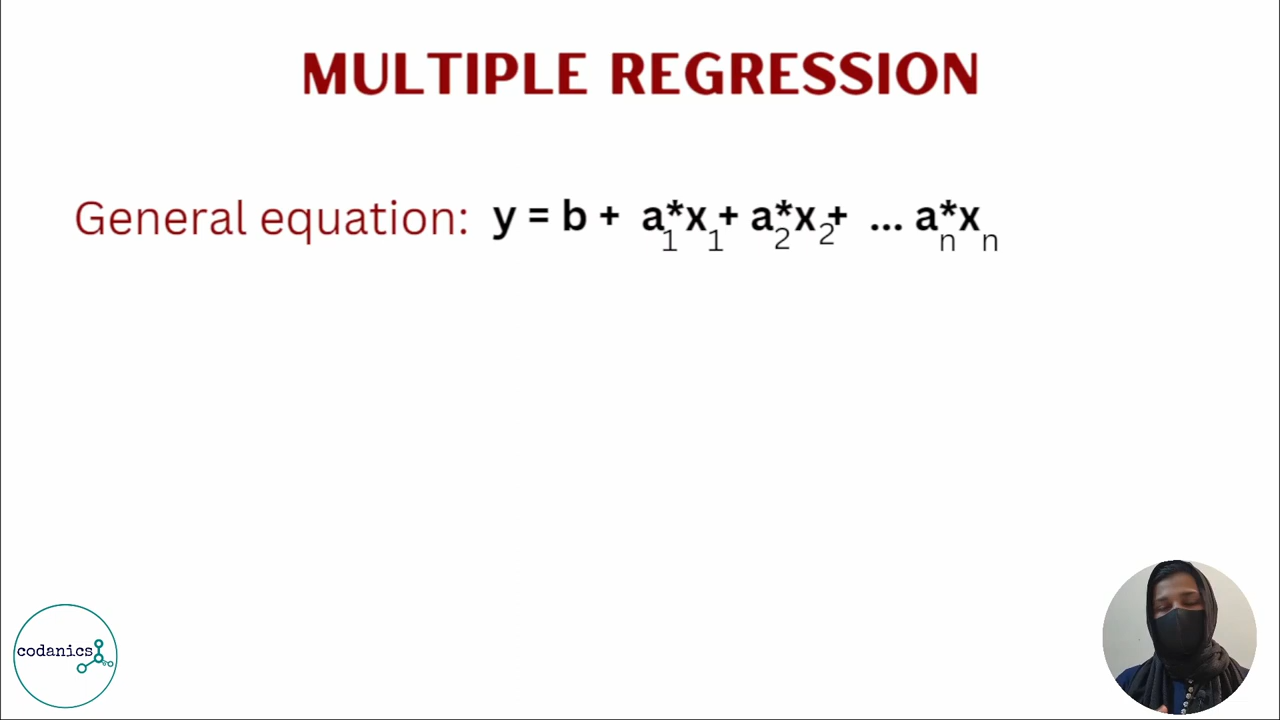 MULTIPLE REGRESSION
General equation: y = b + a₁*x₁+ a₂*x₂+ ... aₙ*xₙ
codanics